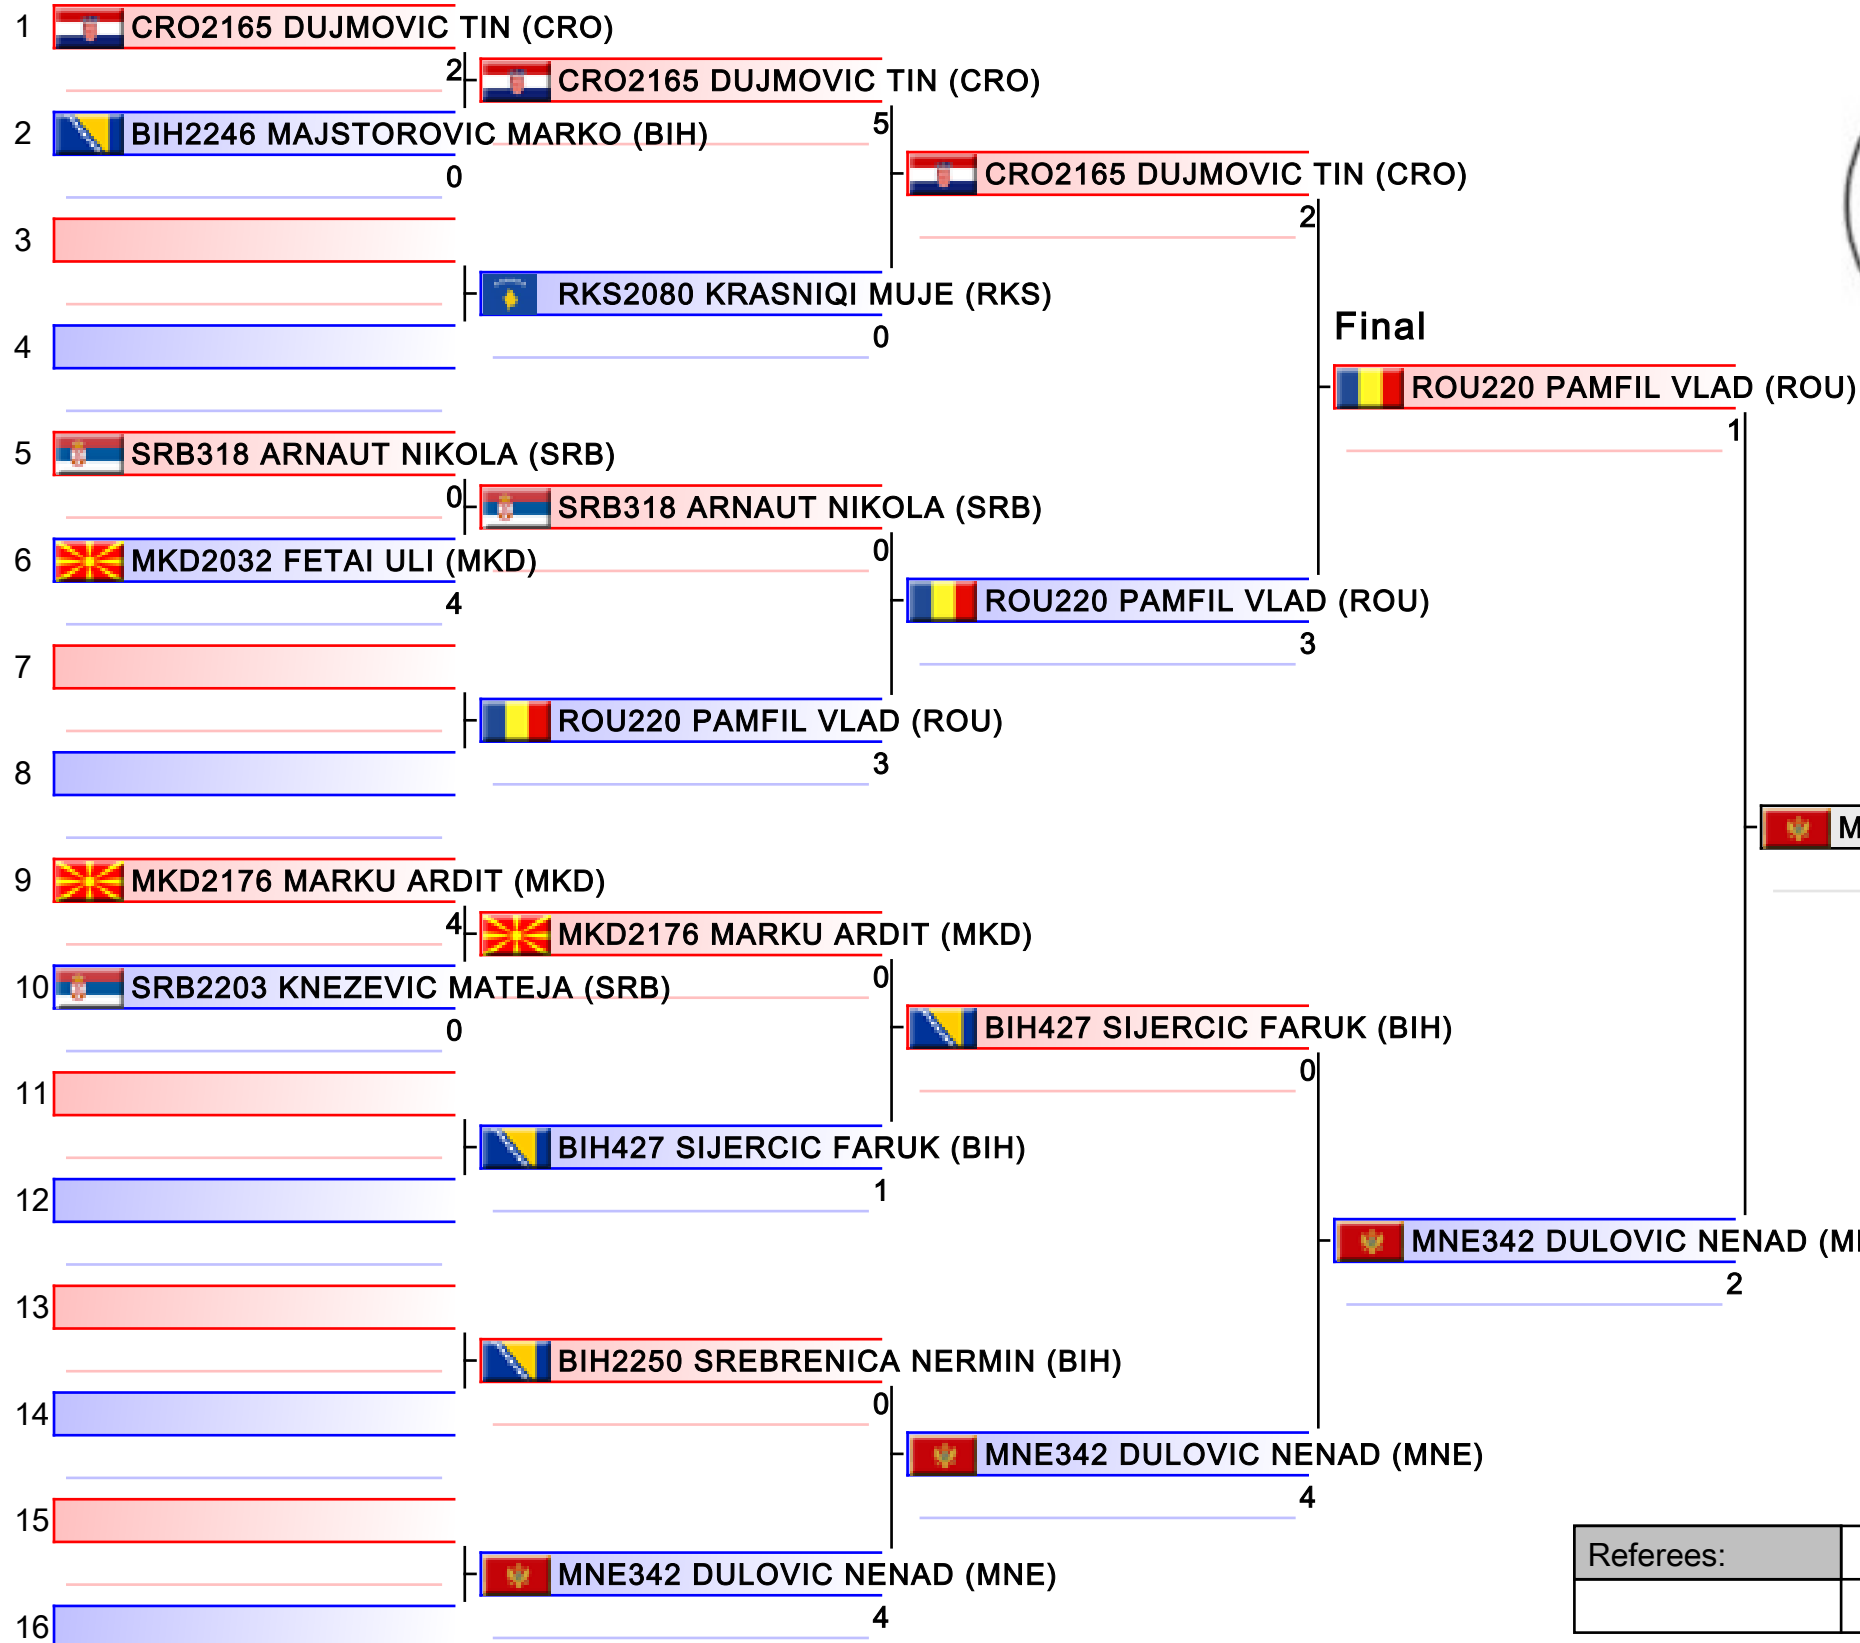 1 CRO2165 DUJMOVIC TIN (CRO)
2 CRO2165 DUJMOVIC TIN (CRO)
2 BIH2246 MAJSTOROVIC MARKO (BIH)
5
0 CRO2165 DUJMOVIC TIN (CRO)
2
3
RKS2080 KRASNIQI MUJE (RKS)
0
Final
4
ROU220 PAMFIL VLAD (ROU)
1
5 SRB318 ARNAUT NIKOLA (SRB)
0 SRB318 ARNAUT NIKOLA (SRB)
0
6 MKD2032 FETAI ULI (MKD)
4 ROU220 PAMFIL VLAD (ROU)
3
7
ROU220 PAMFIL VLAD (ROU)
3
8
M
9 MKD2176 MARKU ARDIT (MKD)
4 MKD2176 MARKU ARDIT (MKD)
0
10 SRB2203 KNEZEVIC MATEJA (SRB)
0 BIH427 SIJERCIC FARUK (BIH)
0
11
BIH427 SIJERCIC FARUK (BIH)
1
12
MNE342 DULOVIC NENAD (M
2
13
BIH2250 SREBRENICA NERMIN (BIH)
0
14
MNE342 DULOVIC NENAD (MNE)
4
15
Referees:
MNE342 DULOVIC NENAD (MNE)
4
16